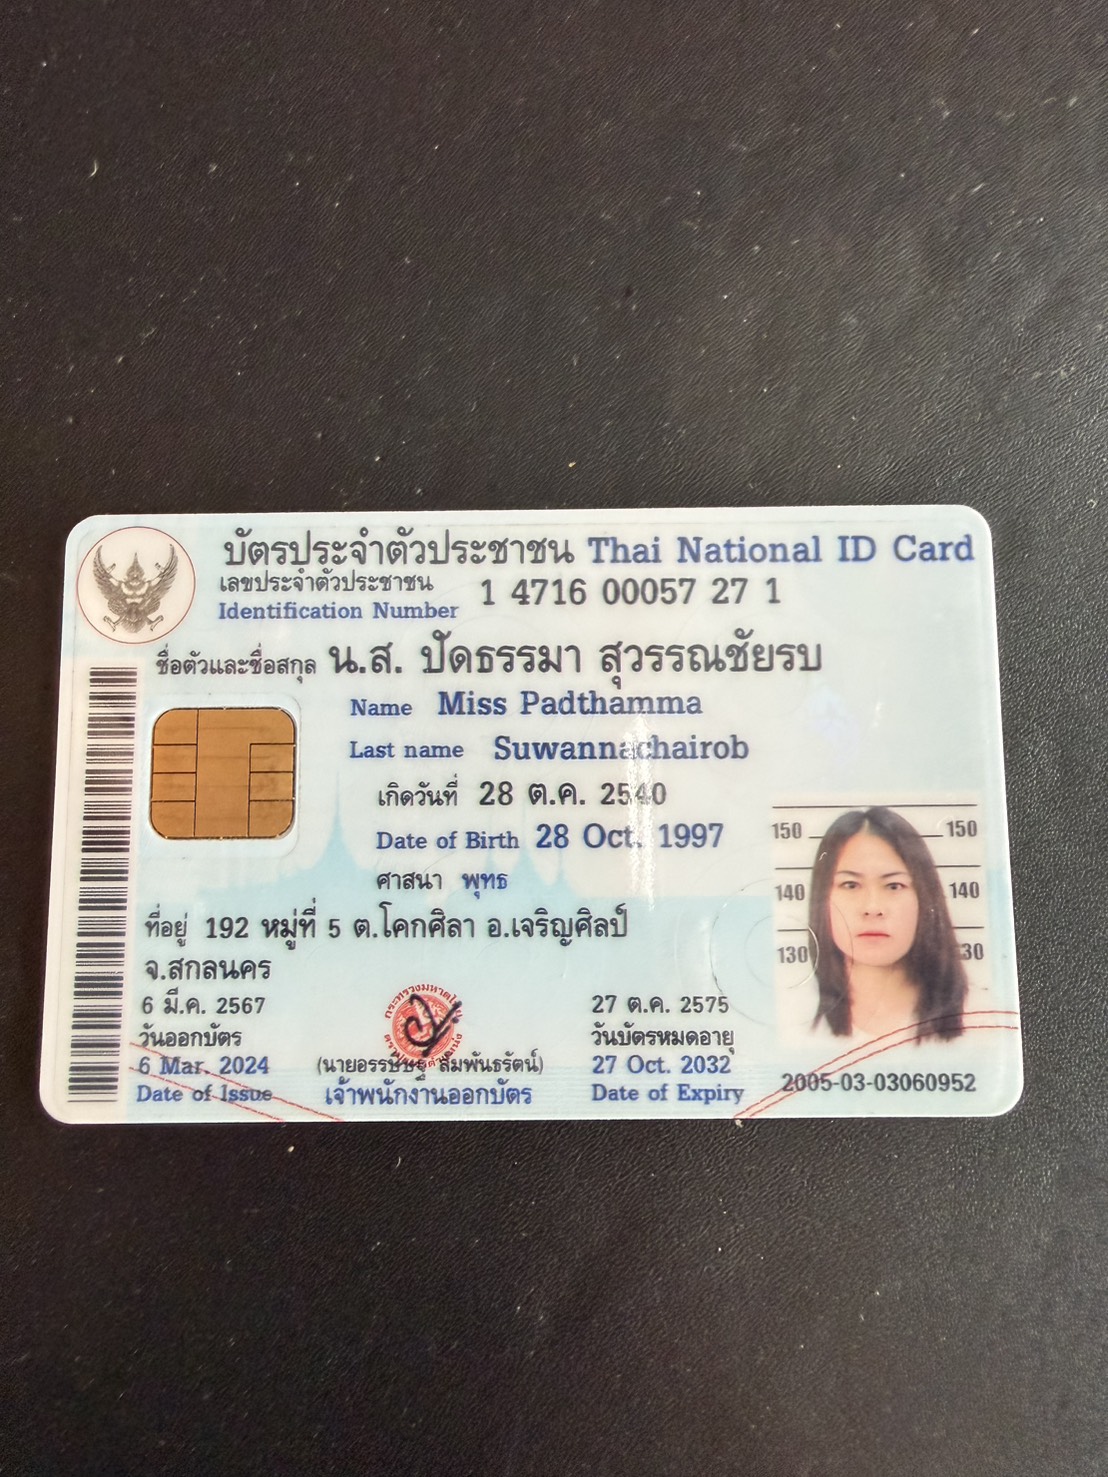 บัตรประจำตัวประชาชน Thai National ID Card
เลขประจำตัวประชาชน
Identification Number
1 4716 00057 27 1
ชื่อตัวและชื่อสกุล น.ส. ปัดธรรมา สุวรรณชัยรบ
Name Miss Padthamma
Last name Suwannachairob
เกิดวันที่ 28 ต.ค. 2540
Date of Birth 28 Oct. 1997
ศาสนา พุทธ
ที่อยู่ 192 หมู่ที่ 5 ต.โคกศิลา อ.เจริญศิลป์
จ.สกลนคร
6 มี.ค. 2567
วันออกบัตร
6 Mar. 2024
Date of Issue
เจ้าพนักงานออกบัตร
27 ต.ค. 2575
วันบัตรหมดอายุ
27 Oct. 2032
Date of Expiry
150 150
140 140
130 30
2005-03-03060952